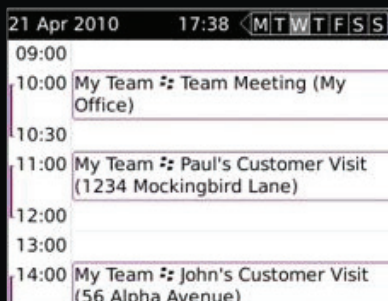 21 Apr 2010 17:38 M T W T F S S
09:00
10:00 My Team Team Meeting (My
Office)
10:30
11:00 My Team Paul's Customer Visit
(1234 Mockingbird Lane)
12:00
13:00
14:00 My Team John's Customer Visit
(56 Alpha Avenue)